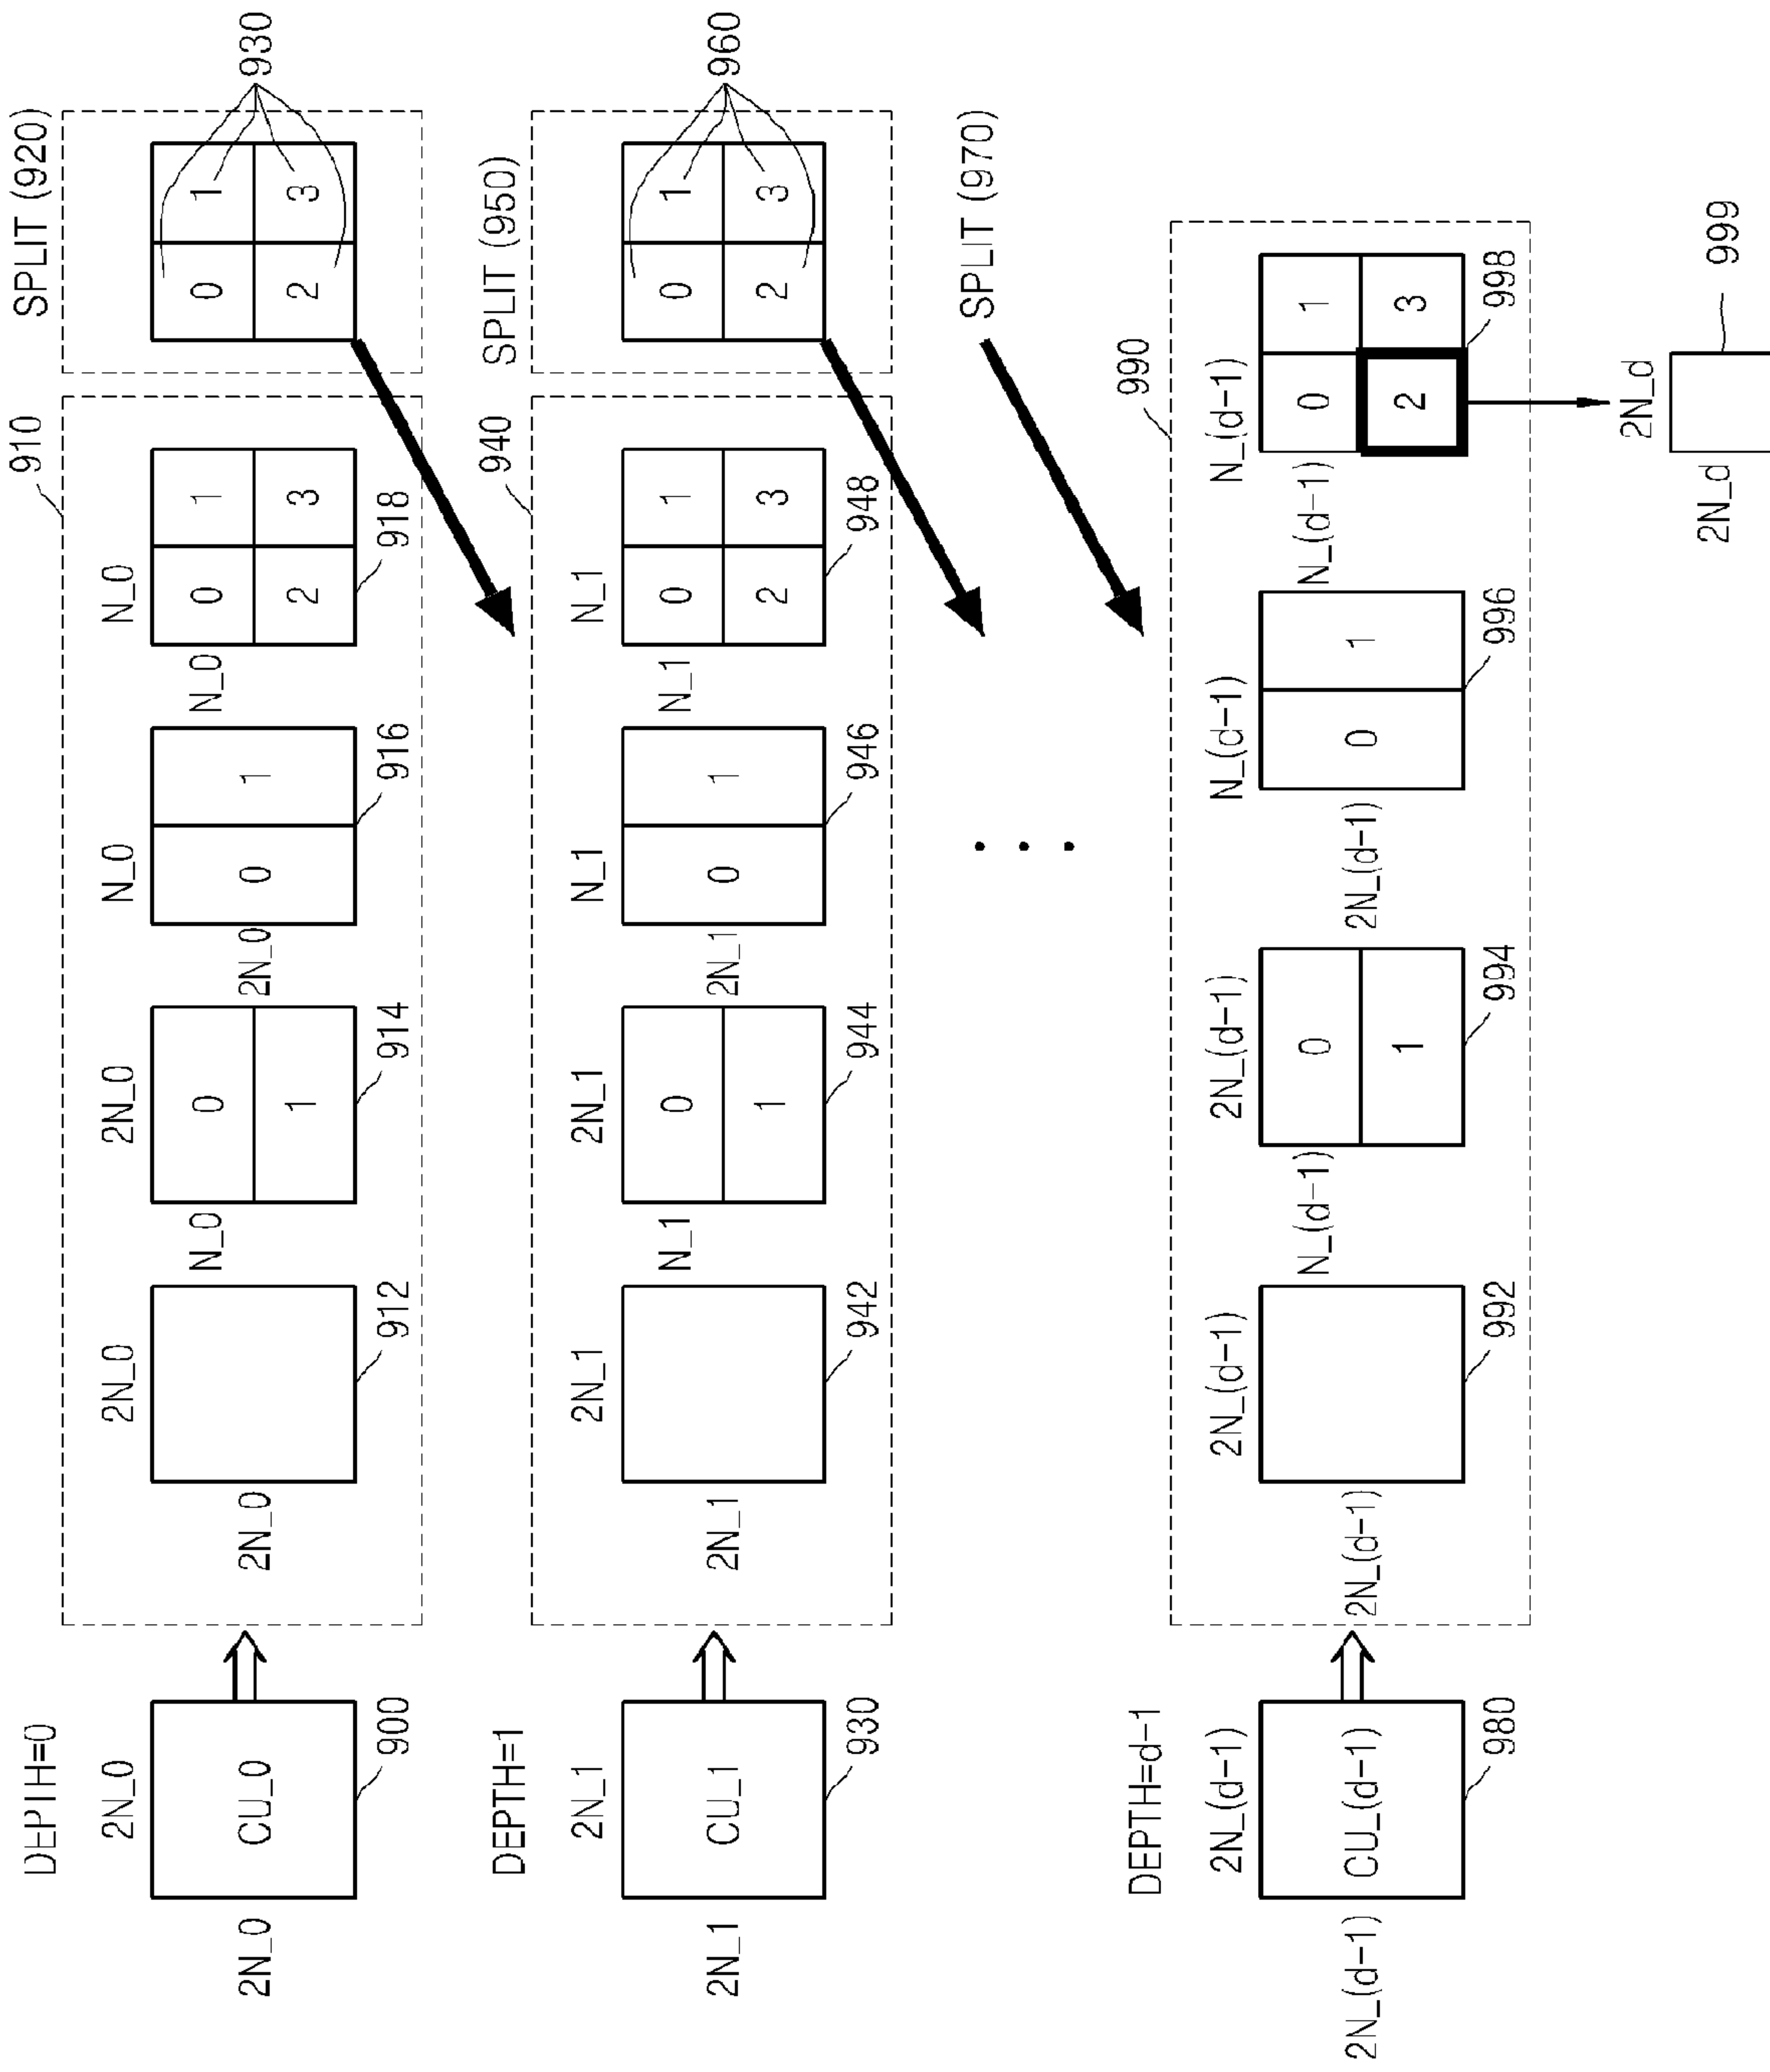 DEPTH=0
2N_0
2N_0
CU_0
900
910
2N_0
2N_0
912
2N_0
N_0
0
1
914
N_0
2N_0
0
1
916
N_0
N_0
0
1
2
3
918
SPLIT (920)
0
1
2
3
930
DEPTH=1
2N_1
2N_1
CU_1
930
940
2N_1
2N_1
942
2N_1
N_1
0
1
944
N_1
2N_1
0
1
946
N_1
N_1
0
1
2
3
948
SPLIT (950)
0
1
2
3
960
SPLIT (970)
DEPTH=d-1
2N_(d-1)
2N_(d-1)
CU_(d-1)
980
990
2N_(d-1)
2N_(d-1)
992
2N_(d-1)
N_(d-1)
0
1
994
N_(d-1)
2N_(d-1)
0
1
996
N_(d-1)
N_(d-1)
0
1
2
3
998
2N_d
2N_d
999